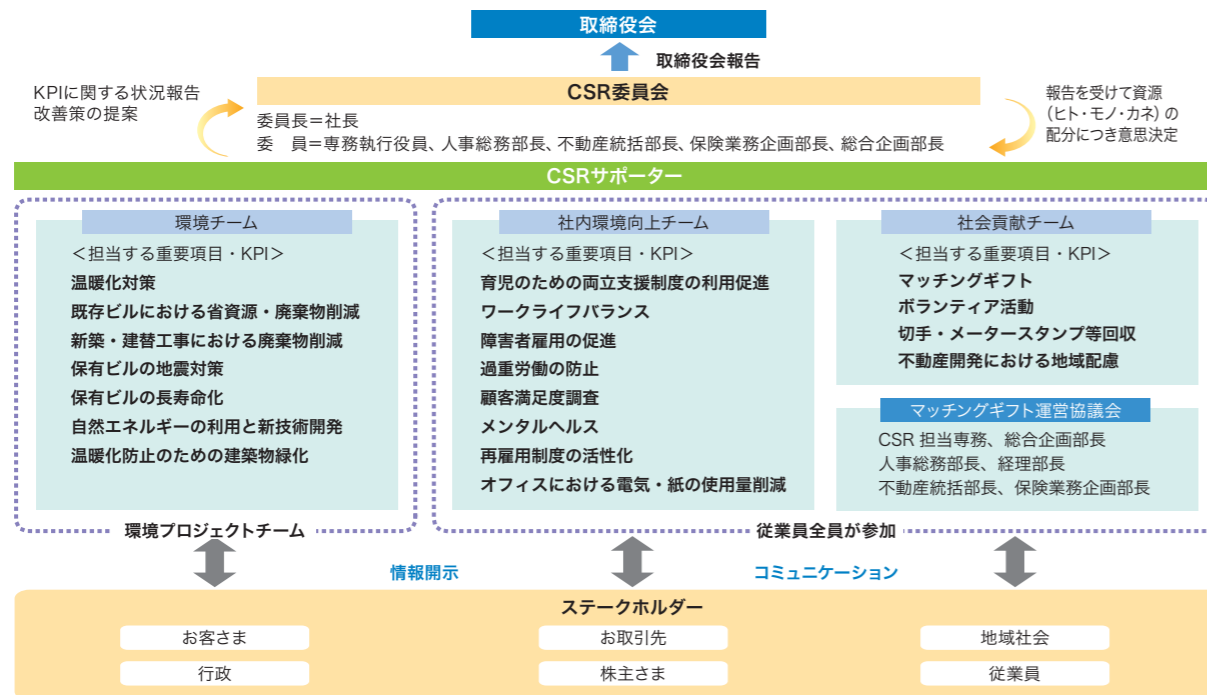 取締役会
取締役会報告
CSR委員会
KPIに関する状況報告
改善策の提案
委員長＝社長
委　員＝専務執行役員、人事総務部長、不動産統括部長、保険業務企画部長、総合企画部長
報告を受けて資源
（ヒト・モノ・カネ）の
配分につき意思決定
CSRサポーター
環境チーム
＜担当する重要項目・KPI＞
温暖化対策
既存ビルにおける省資源・廃棄物削減
新築・建替工事における廃棄物削減
保有ビルの地震対策
保有ビルの長寿命化
自然エネルギーの利用と新技術開発
温暖化防止のための建築物緑化
環境プロジェクトチーム
社内環境向上チーム
＜担当する重要項目・KPI＞
育児のための両立支援制度の利用促進
ワークライフバランス
障害者雇用の促進
過重労働の防止
顧客満足度調査
メンタルヘルス
再雇用制度の活性化
オフィスにおける電気・紙の使用量削減
社会貢献チーム
＜担当する重要項目・KPI＞
マッチングギフト
ボランティア活動
切手・メータースタンプ等回収
不動産開発における地域配慮
マッチングギフト運営協議会
CSR 担当専務、総合企画部長
人事総務部長、経理部長
不動産統括部長、保険業務企画部長
従業員全員が参加
情報開示
コミュニケーション
ステークホルダー
お客さま
お取引先
地域社会
行政
株主さま
従業員